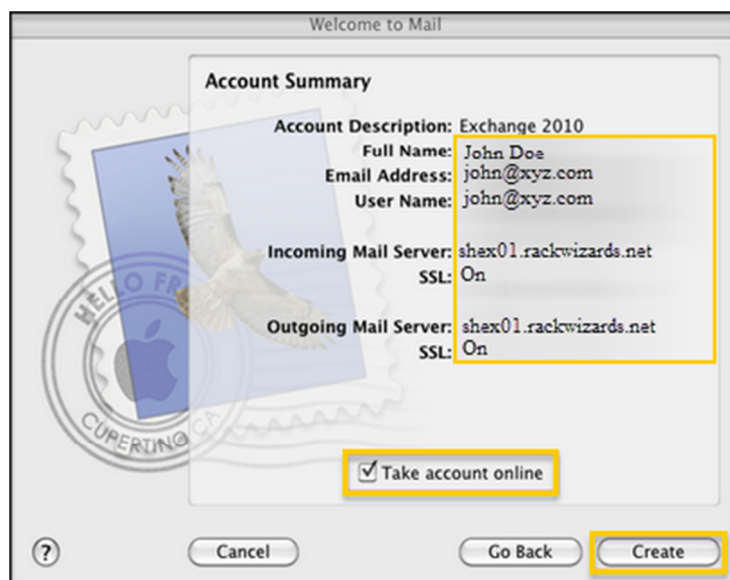 Welcome to Mail
Account Summary
Account Description: Exchange 2010
Full Name: John Doe
Email Address: john@xyz.com
User Name: john@xyz.com
Incoming Mail Server: shex01.rackwizards.net
SSL: On
Outgoing Mail Server: shex01.rackwizards.net
SSL: On
HELLO FR
CUPERTINO CA
Take account online
?
Cancel
Go Back
Create